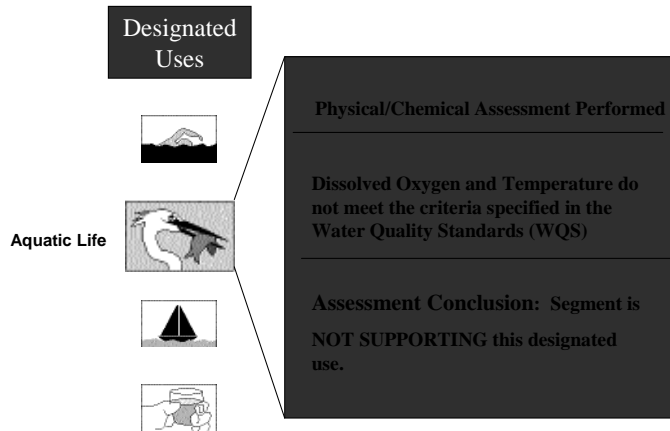 Designated
Uses
Aquatic Life
Physical/Chemical Assessment Performed
Dissolved Oxygen and Temperature do
not meet the criteria specified in the
Water Quality Standards (WQS)
Assessment Conclusion: Segment is
NOT SUPPORTING this designated
use.